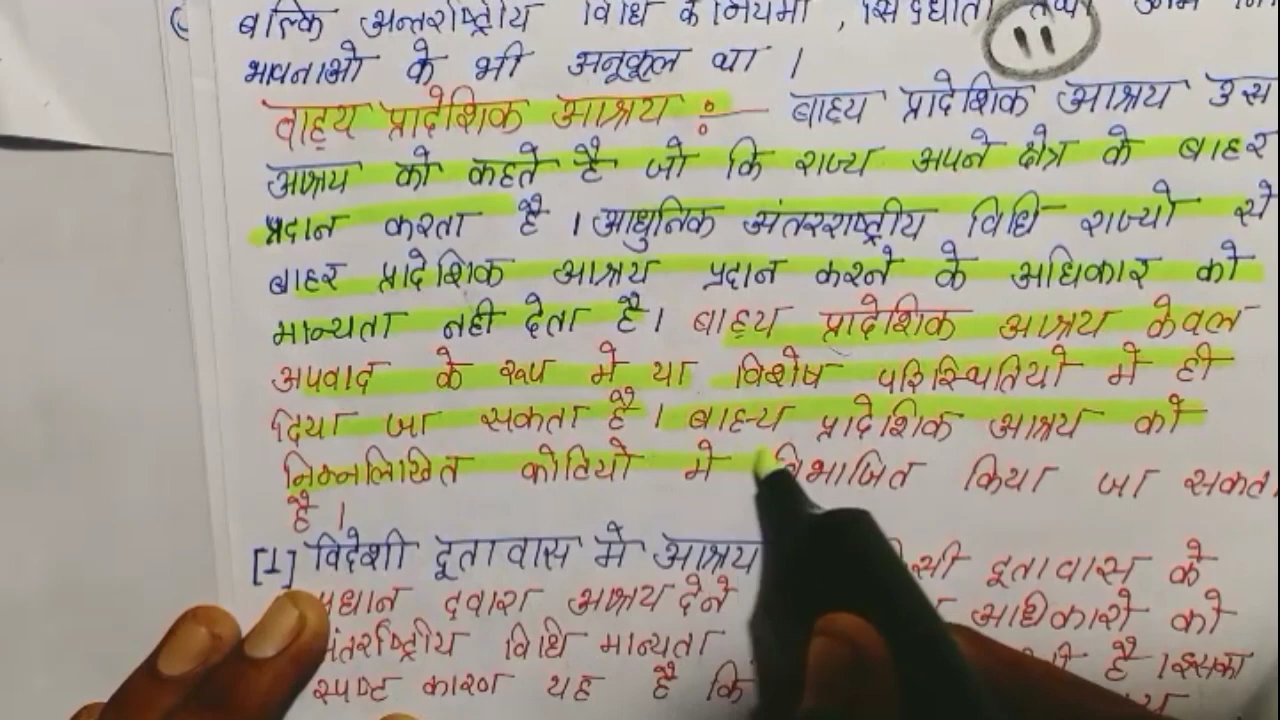 बल्कि अन्तर्राष्ट्रीय विधि के नियमों, सिद्धांतो तथा
11
भावनाओ के भी अनूकूल था ।
वाह्य प्रादेशिक आश्रय :— बाह्य प्रादेशिक आश्रय उस
आश्रय को कहते है जो कि राज्य अपने क्षेत्र के बाहर
प्रदान करता है । आधुनिक अंतरराष्ट्रीय विधि राज्यो से
बाहर प्रादेशिक आश्रय प्रदान करने के अधिकार को
मान्यता नही देता है। बाह्य प्रादेशिक आश्रय केवल
अपवाद के रूप मे या विशेष परिस्थितियो मे ही
दिया जा सकता है । बाह्य प्रादेशिक आश्रय को
निम्नलिखित कोटियो मे विभाजित किया जा सकत
है ।
[1] विदेशी दूतावास मे आश्रय सी दूतावास के
प्रधान द्वारा आश्रय देने अधिकारो को
अंतर्राष्ट्रीय विधि मान्यता है ।इसका
स्पष्ट कारण यह है कि